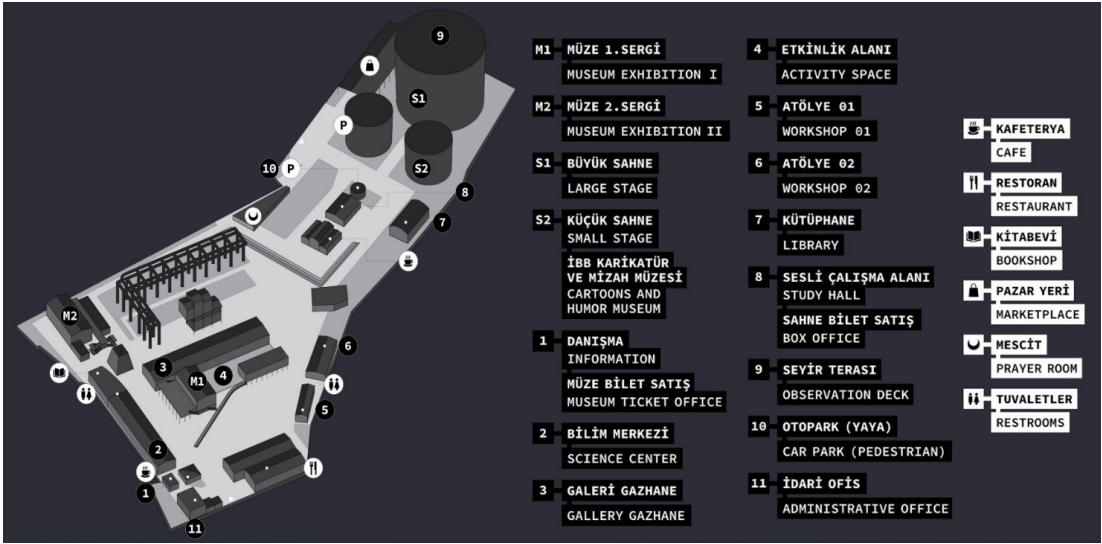 9
S1
P
S2
10
P
8
7
M2
6
3
M1
4
5
2
1
11
M1 MÜZE 1.SERGİ
MUSEUM EXHIBITION I
M2 MÜZE 2.SERGİ
MUSEUM EXHIBITION II
S1 BÜYÜK SAHNE
LARGE STAGE
S2 KÜÇÜK SAHNE
SMALL STAGE
İBB KARİKATÜR
VE MİZAH MÜZESİ
CARTOONS AND
HUMOR MUSEUM
1 DANIŞMA
INFORMATION
MÜZE BİLET SATIŞ
MUSEUM TICKET OFFICE
2 BİLİM MERKEZİ
SCIENCE CENTER
3 GALERİ GAZHANE
GALLERY GAZHANE
4 ETKİNLİK ALANI
ACTIVITY SPACE
5 ATÖLYE 01
WORKSHOP 01
6 ATÖLYE 02
WORKSHOP 02
7 KÜTÜPHANE
LIBRARY
8 SESLİ ÇALIŞMA ALANI
STUDY HALL
SAHNE BİLET SATIŞ
BOX OFFICE
9 SEYİR TERASI
OBSERVATION DECK
10 OTOPARK (YAYA)
CAR PARK (PEDESTRIAN)
11 İDARİ OFİS
ADMINISTRATIVE OFFICE
KAFETERYA
CAFE
RESTORAN
RESTAURANT
KİTABEVİ
BOOKSHOP
PAZAR YERİ
MARKETPLACE
MESCİT
PRAYER ROOM
TUVALETLER
RESTROOMS